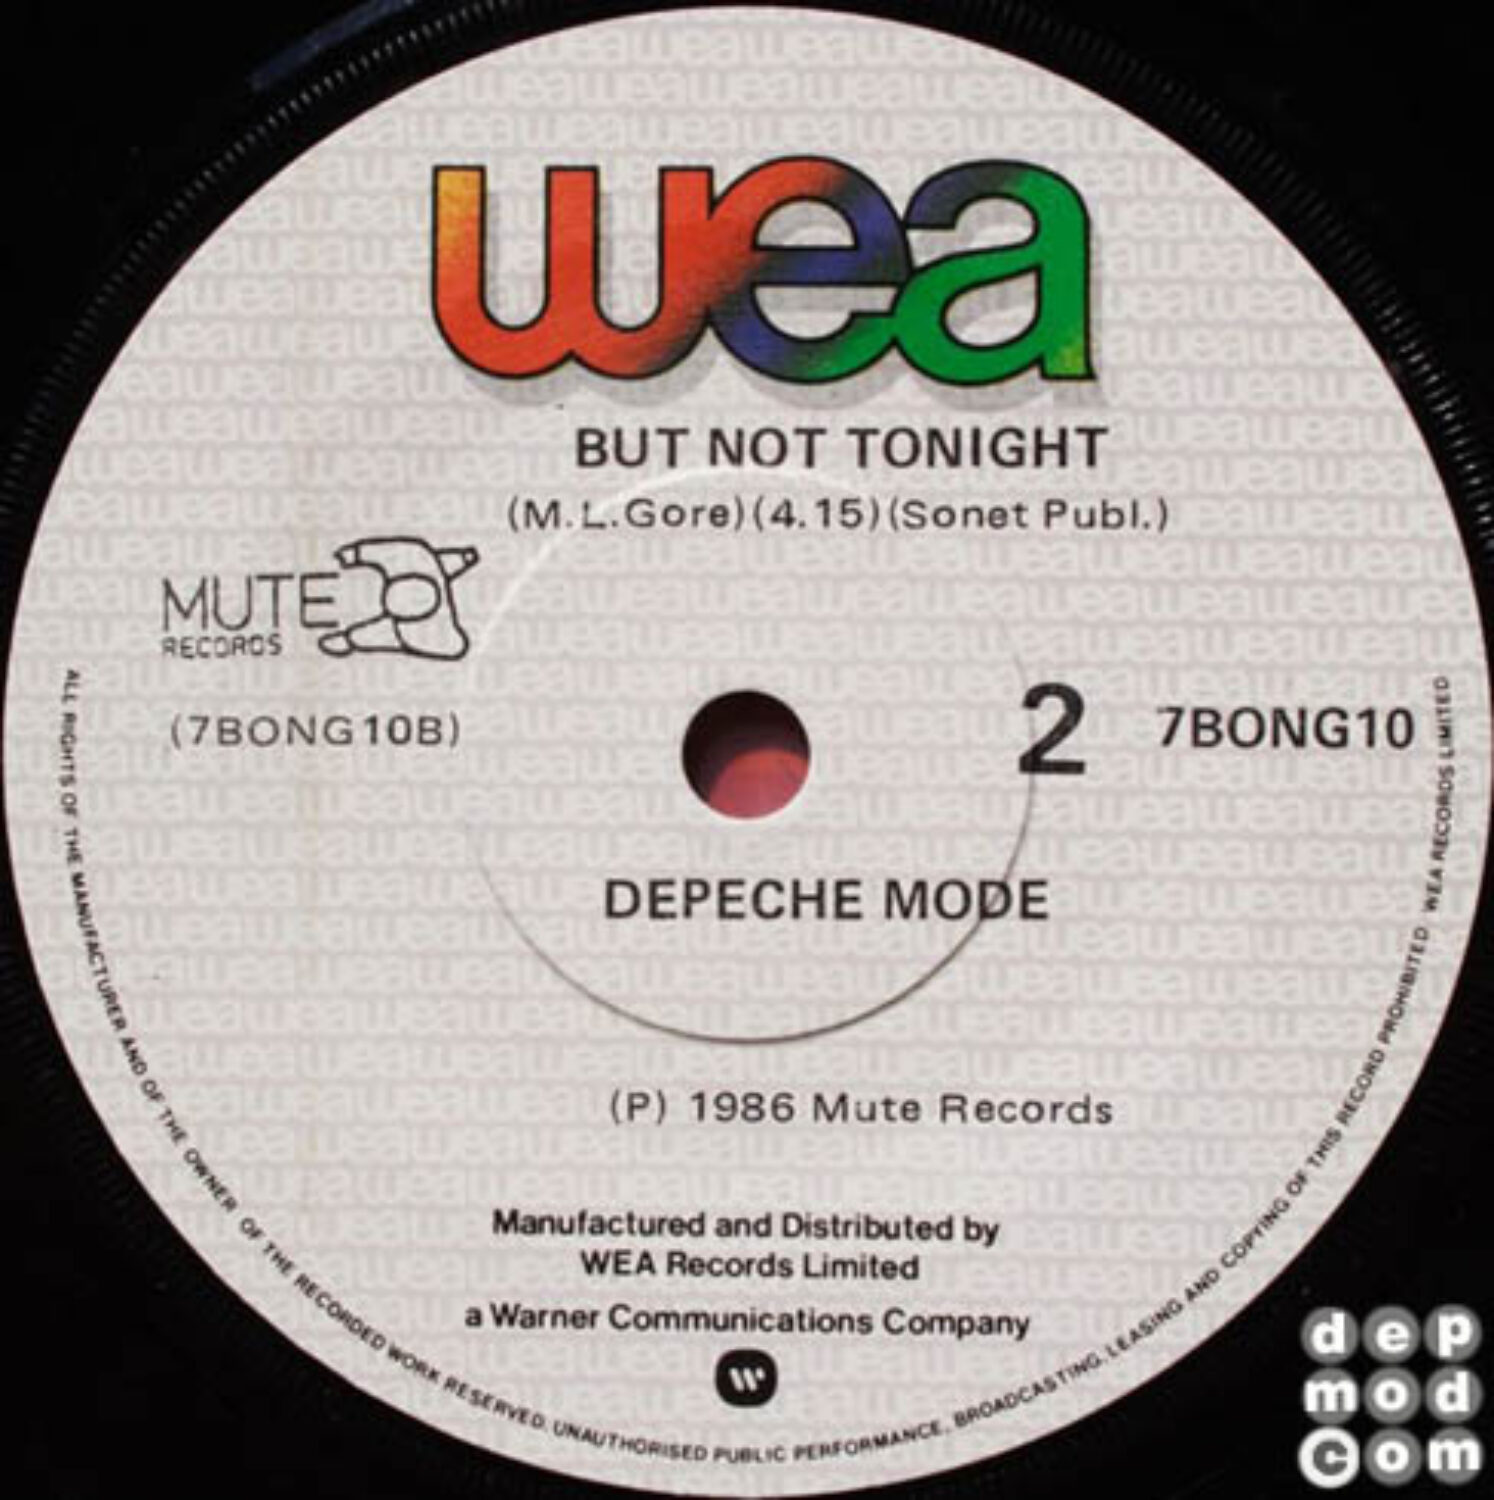 wea
BUT NOT TONIGHT
(M.L.Gore)(4.15)(Sonet Publ.)
MUTE
RECORDS
(7BONG10B)
2
7BONG10
DEPECHE MODE
(P) 1986 Mute Records
Manufactured and Distributed by
WEA Records Limited
a Warner Communications Company
ALL RIGHTS OF THE MANUFACTURER AND OF THE OWNER OF THE RECORDED WORK RESERVED. UNAUTHORISED PUBLIC PERFORMANCE, BROADCASTING, LEASING AND COPYING OF THIS RECORD PROHIBITED WEA RECORDS LIMITED
dep
mod
com